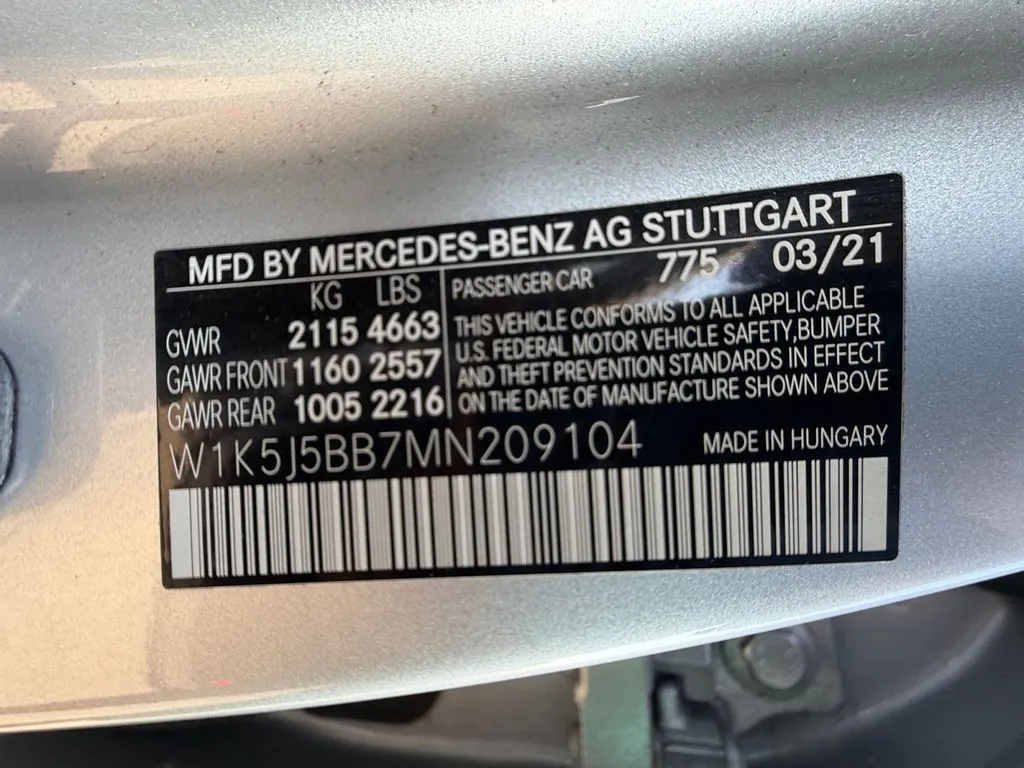 MFD BY MERCEDES-BENZ AG STUTTGART
KG LBS
GVWR 2115 4663
GAWR FRONT 1160 2557
GAWR REAR 1005 2216
PASSENGER CAR 775 03/21
THIS VEHICLE CONFORMS TO ALL APPLICABLE
U.S. FEDERAL MOTOR VEHICLE SAFETY,BUMPER
AND THEFT PREVENTION STANDARDS IN EFFECT
ON THE DATE OF MANUFACTURE SHOWN ABOVE
W1K5J5BB7MN209104 MADE IN HUNGARY